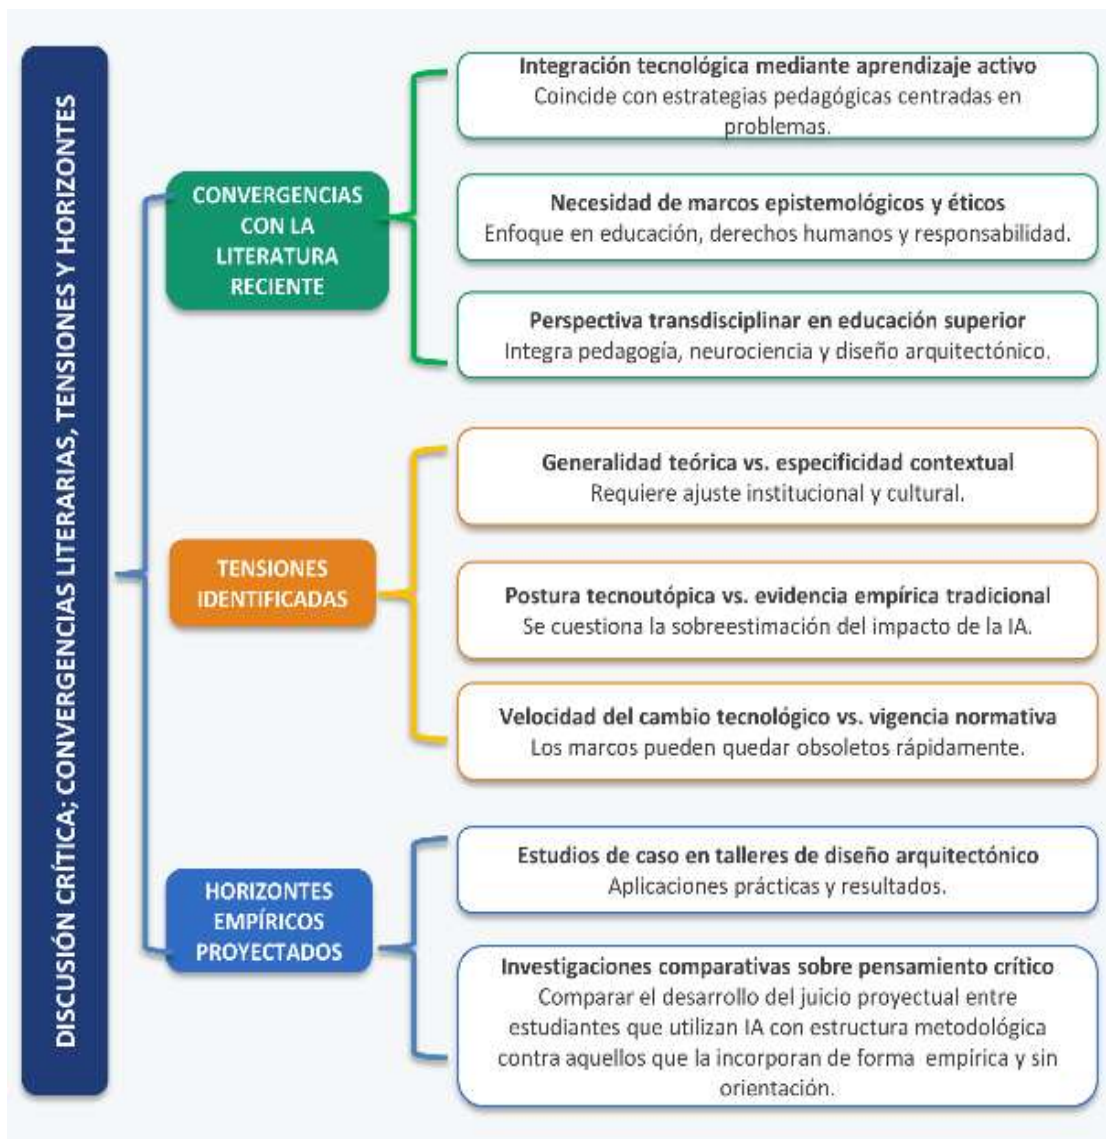 DISCUSIÓN CRÍTICA; CONVERGENCIAS LITERARIAS, TENSIONES Y HORIZONTES
CONVERGENCIAS
CON LA
LITERATURA
RECIENTE
Integración tecnológica mediante aprendizaje activo
Coincide con estrategias pedagógicas centradas en
problemas.
Necesidad de marcos epistemológicos y éticos
Enfoque en educación, derechos humanos y responsabilidad.
Perspectiva transdisciplinar en educación superior
Integra pedagogía, neurociencia y diseño arquitectónico.
TENSIONES
IDENTIFICADAS
Generalidad teórica vs. especificidad contextual
Requiere ajuste institucional y cultural.
Postura tecnoutópica vs. evidencia empírica tradicional
Se cuestiona la sobreestimación del impacto de la IA.
Velocidad del cambio tecnológico vs. vigencia normativa
Los marcos pueden quedar obsoletos rápidamente.
HORIZONTES
EMPÍRICOS
PROYECTADOS
Estudios de caso en talleres de diseño arquitectónico
Aplicaciones prácticas y resultados.
Investigaciones comparativas sobre pensamiento crítico
Comparar el desarrollo del juicio proyectual entre
estudiantes que utilizan IA con estructura metodológica
contra aquellos que la incorporan de forma empírica y sin
orientación.